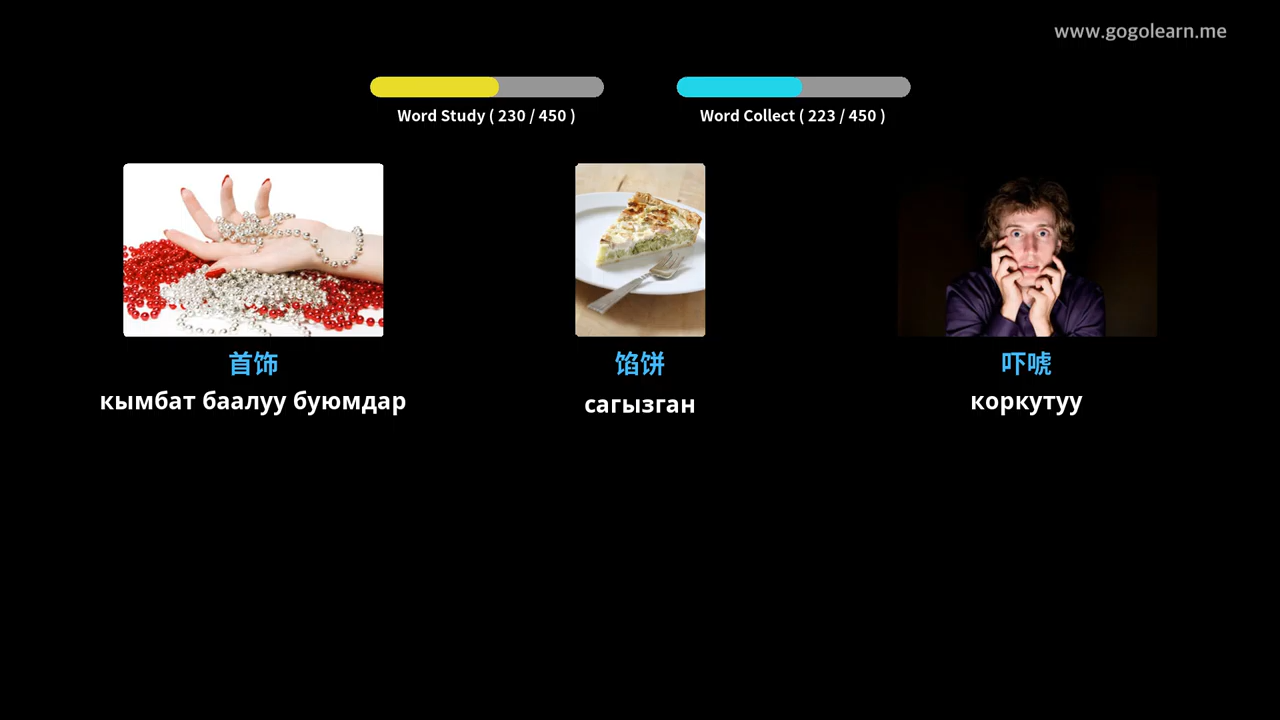 www.gogolearn.me
Word Study ( 230 / 450 )
Word Collect ( 223 / 450 )
首饰
馅饼
吓唬
кымбат баалуу буюмдар
сагызган
коркутуу